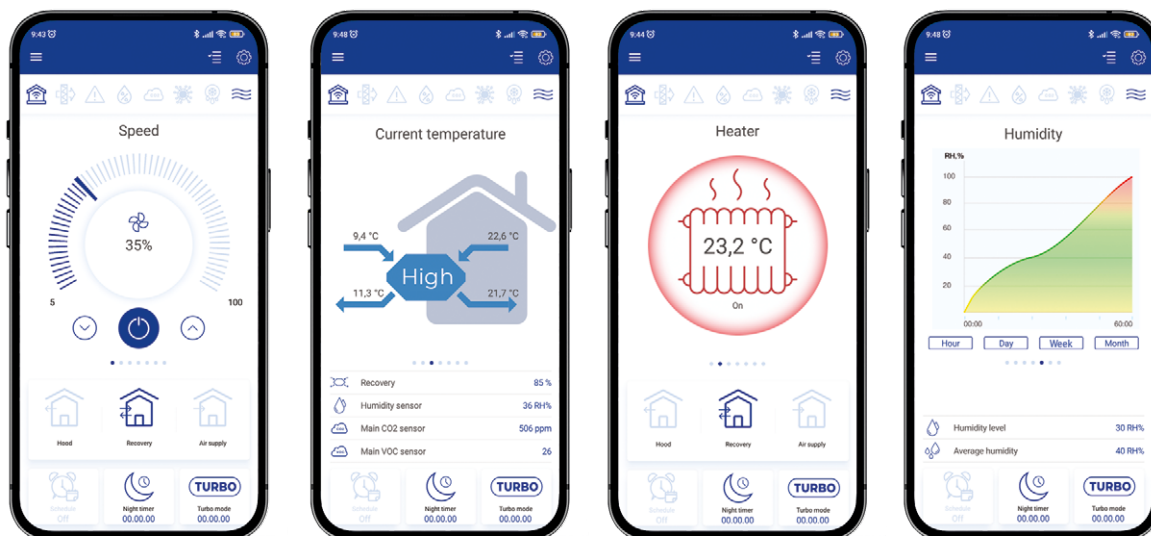 9:43
Speed
35%
5
100
Hood
Recovery
Air supply
Schedule
Off
Night timer
00.00.00
TURBO
Turbo mode
00.00.00
9:48
Current temperature
9,4 °C
22,6 °C
High
11,3 °C
21,7 °C
Recovery
85 %
Humidity sensor
36 RH%
Main CO2 sensor
506 ppm
Main VOC sensor
26
Schedule
Off
Night timer
00.00.00
TURBO
Turbo mode
00.00.00
9:44
Heater
23,2 °C
On
Hood
Recovery
Air supply
Schedule
Off
Night timer
00.00.00
TURBO
Turbo mode
00.00.00
9:48
Humidity
RH,%
100
80
60
40
20
00:00
60:00
Hour
Day
Week
Month
Humidity level
30 RH%
Average humidity
40 RH%
Schedule
Off
Night timer
00.00.00
TURBO
Turbo mode
00.00.00